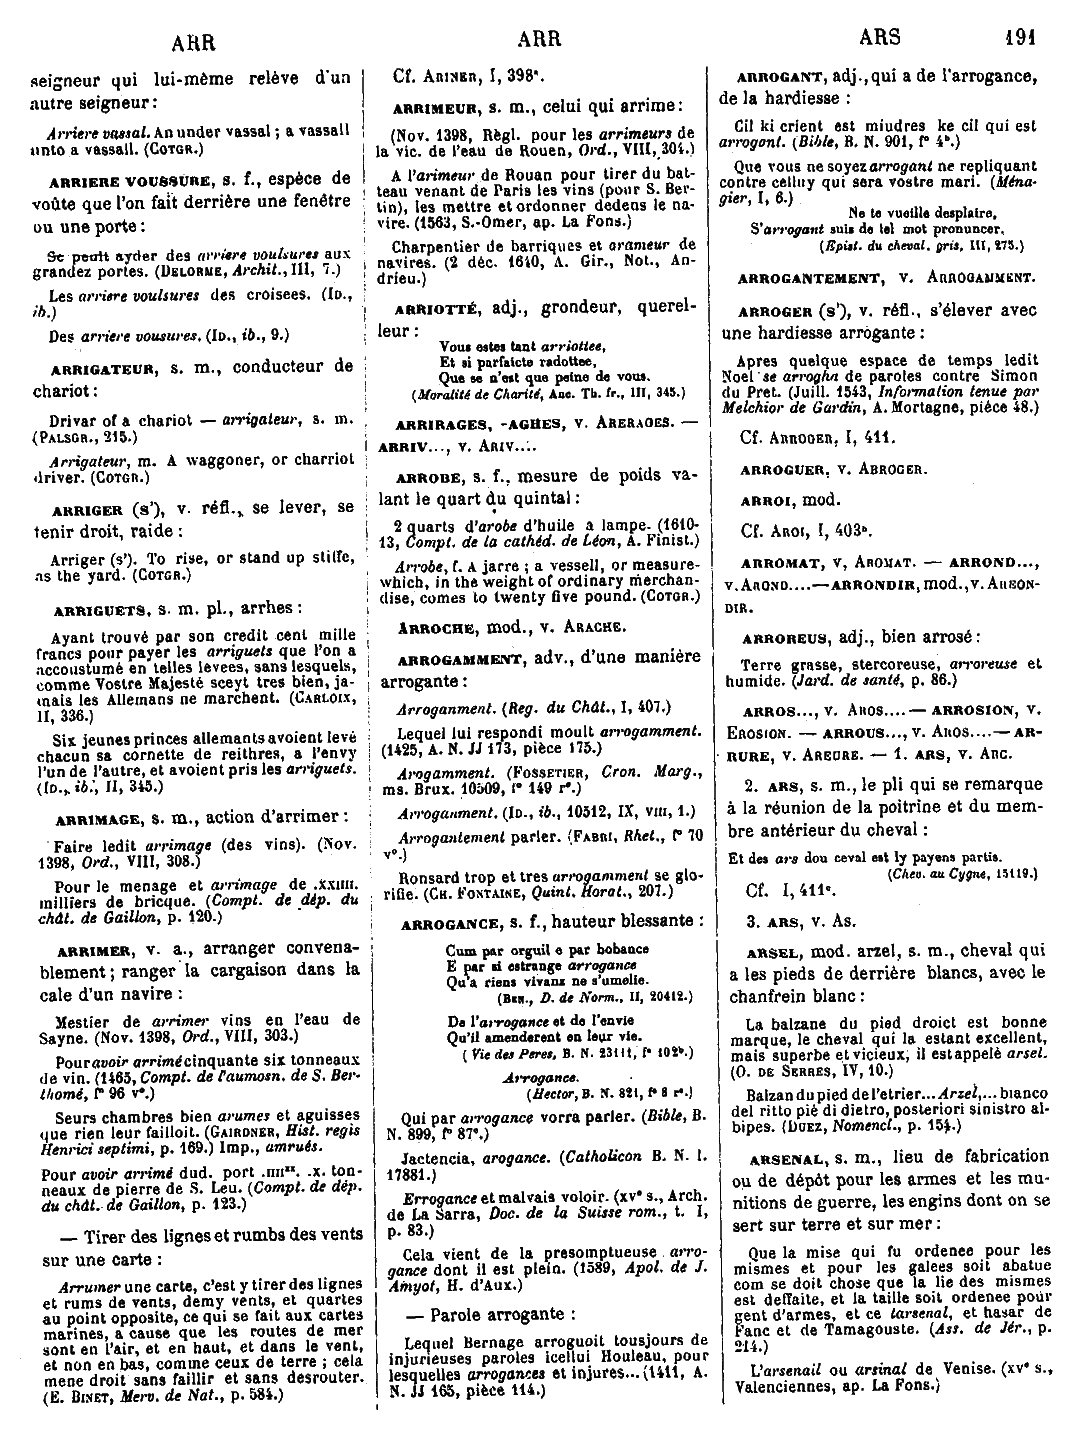 ARR
ARR
ARS 191
seigneur qui lui-même relève d'un
autre seigneur :
Arriere vassal. An under vassal ; a vassall
unto a vassall. (COTGR.)
ARRIERE VOUSSURE, s. f., espèce de
voûte que l'on fait derrière une fenêtre
ou une porte :
Se peult ayder des arriere voulsures aux
grandez portes. (DELORME, Archit., III, 7.)
Les arriere voulsures des croisees. (ID.,
ib.)
Des arriere vousures. (ID., ib., 9.)
ARRIGATEUR, s. m., conducteur de
chariot :
Drivar of a chariot — arrigateur, s. m.
(PALSGR., 215.)
Arrigateur, m. A waggoner, or charriot
driver. (COTGR.)
ARRIGER (s'), v. réfl., se lever, se
tenir droit, raide :
Arriger (s'). To rise, or stand up stiffe,
as the yard. (COTGR.)
ARRIGUETS, s. m. pl., arrhes :
Ayant trouvé par son credit cent mille
francs pour payer les arriguets que l'on a
accoustumé en telles levees, sans lesquels,
comme Vostre Majesté sceyt tres bien, ja-
mais les Allemans ne marchent. (CARLOIX,
II, 336.)
Six jeunes princes allemants avoient levé
chacun sa cornette de reithres, a l'envy
l'un de l'autre, et avoient pris les arriguets.
(ID., ib., II, 345.)
ARRIMAGE, s. m., action d'arrimer :
Faire ledit arrimage (des vins). (Nov.
1398, Ord., VIII, 308.)
Pour le menage et arrimage de .XXIIII.
milliers de bricque. (Compt. de dép. du
chât. de Gaillon, p. 120.)
ARRIMER, v. a., arranger convena-
blement ; ranger la cargaison dans la
cale d'un navire :
Mestier de arrimer vins en l'eau de
Sayne. (Nov. 1398, Ord., VIII, 303.)
Pour avoir arrimé cinquante six tonneaux
de vin. (1465, Compt. de l'aumosn. de S. Ber-
thomé, f° 96 v°.)
Seurs chambres bien arumes et aguisses
que rien leur failloit. (GAIRDNER, Hist. regis
Henrici septimi, p. 169.) Imp., amrués.
Pour avoir arrimé dud. port .IIIIxx. .x. ton-
neaux de pierre de S. Leu. (Compt. de dép.
du chât. de Gaillon, p. 123.)
— Tirer des lignes et rumbs des vents
sur une carte :
Arrumer une carte, c'est y tirer des lignes
et rums de vents, demy vents, et quartes
au point opposite, ce qui se fait aux cartes
marines, a cause que les routes de mer
sont en l'air, et en haut, et dans le vent,
et non en bas, comme ceux de terre ; cela
mene droit sans faillir et sans desrouter.
(E. BINET, Merv. de Nat., p. 584.)
Cf. ARINER, I, 398a.
ARRIMEUR, s. m., celui qui arrime :
(Nov. 1398, Règl. pour les arrimeurs de
la vic. de l'eau de Rouen, Ord., VIII, 304.)
A l'arimeur de Rouan pour tirer du bat-
teau venant de Paris les vins (pour S. Ber-
tin), les mettre et ordonner dedens le na-
vire. (1563, S.-Omer, ap. La Fons.)
Charpentier de barriques et arameur de
navires. (2 déc. 1640, A. Gir., Not., An-
drieu.)
ARRIOTTÉ, adj., grondeur, querel-
leur :
Vous estes tant arriottee,
Et si parfaicte radottee,
Que se n'est que peine de vous.
(Moralité de Charité, Anc. Th. fr., III, 345.)
ARRIRAGES, -AGHES, v. ARERAGES. —
ARRIV..., v. ARIV....
ARROBE, s. f., mesure de poids va-
lant le quart du quintal :
2 quarts d'arobe d'huile a lampe. (1610-
13, Compt. de la cathéd. de Léon, A. Finist.)
Arrobe, f. A jarre ; a vessell, or measure-
which, in the weight of ordinary merchan-
dise, comes to twenty five pound. (COTGR.)
ARROCHE, mod., v. ARACHE.
ARROGAMMENT, adv., d'une manière
arrogante :
Arroganment. (Reg. du Chât., I, 407.)
Lequel lui respondi moult arrogamment.
(1425, A. N. JJ 173, pièce 175.)
Arogamment. (FOSSETIER, Cron. Marg.,
ms. Brux. 10509, f° 149 r°.)
Arroganment. (ID., ib., 10512, IX, VIII, 1.)
Arrogantement parler. (FABRI, Rhet., f° 70
v°.)
Ronsard trop et tres arrogamment se glo-
rifie. (CH. FONTAINE, Quint. Horat., 207.)
ARROGANCE, s. f., hauteur blessante :
Cum par orguil e par bobance
E par si estrange arrogance
Qu'a riens vivanz ne s'umelie.
(BEN., D. de Norm., II, 20412.)
De l'arrogance et de l'envie
Qu'il amenderent en leur vie.
(Vie des Peres, B. N. 23111, f° 102b.)
Arrogance.
(Hector, B. N. 821, f° 8 r°.)
Qui par arrogance vorra parler. (Bible, B.
N. 899, f° 87a.)
Jactencia, arogance. (Catholicon B. N. l.
17881.)
Errogance et malvais voloir. (XVe s., Arch.
de La Sarra, Doc. de la Suisse rom., t. I,
p. 83.)
Cela vient de la presomptueuse arro-
gance dont il est plein. (1589, Apol. de J.
Amyot, H. d'Aux.)
— Parole arrogante :
Lequel Bernage arroguoit tousjours de
injurieuses paroles icellui Houleau, pour
lesquelles arrogances et injures... (1411, A.
N. JJ 165, pièce 114.)
ARROGANT, adj., qui a de l'arrogance,
de la hardiesse :
Cil ki crient est miudres ke cil qui est
arrogont. (Bible, B. N. 901, f° 4b.)
Que vous ne soyez arrogant ne repliquant
contre celluy qui sera vostre mari. (Ména-
gier, I, 6.)
Ne te vueille desplaire,
S'arrogant suis de tel mot pronuncer.
(Epist. du cheval. gris, III, 275.)
ARROGANTEMENT, v. ARROGAMMENT.
ARROGER (s'), v. réfl., s'élever avec
une hardiesse arrogante :
Apres quelque espace de temps ledit
Noel se arrogha de paroles contre Simon
du Pret. (Juill. 1543, Information tenue par
Melchior de Gardin, A. Mortagne, pièce 48.)
Cf. ARROGER, I, 411.
ARROGUER, v. ABROGER.
ARROI, mod.
Cf. AROI, I, 403b.
ARROMAT, v, AROMAT. — ARROND...,
v. AROND....—ARRONDIR, mod., v. AREON-
DIR.
ARROREUS, adj., bien arrosé :
Terre grasse, stercoreuse, arroreuse et
humide. (Jard. de santé, p. 86.)
ARROS..., v. AROS....— ARROSION, v.
EROSION. — ARROUS..., v. AROS....— AR-
RURE, v. AREURE. — 1. ARS, v. ARC.
2. ARS, s. m., le pli qui se remarque
à la réunion de la poitrine et du mem-
bre antérieur du cheval :
Et des ars dou ceval est ly payens partis.
(Chev. au Cygne, 15119.)
Cf. I, 411c.
3. ARS, v. AS.
ARSEL, mod. arzel, s. m., cheval qui
a les pieds de derrière blancs, avec le
chanfrein blanc :
La balzane du pied droict est bonne
marque, le cheval qui la estant excellent,
mais superbe et vicieux, il est appelé arsel.
(O. DE SERRES, IV, 10.)
Balzan du pied de l'etrier... Arzel,... bianco
del ritto pié di dietro, posteriori sinistro al-
bipes. (DUEZ, Nomencl., p. 154.)
ARSENAL, s. m., lieu de fabrication
ou de dépôt pour les armes et les mu-
nitions de guerre, les engins dont on se
sert sur terre et sur mer :
Que la mise qui fu ordenee pour les
mismes et pour les galees soit abatue
com se doit chose que la lie des mismes
est deffaite, et la taille soit ordenee pour
gent d'armes, et ce tarsenal, et hasar de
Fanc et de Tamagouste. (Ass. de Jér., p.
214.)
L'arsenail ou arsinal de Venise. (XVe s.,
Valenciennes, ap. La Fons.)